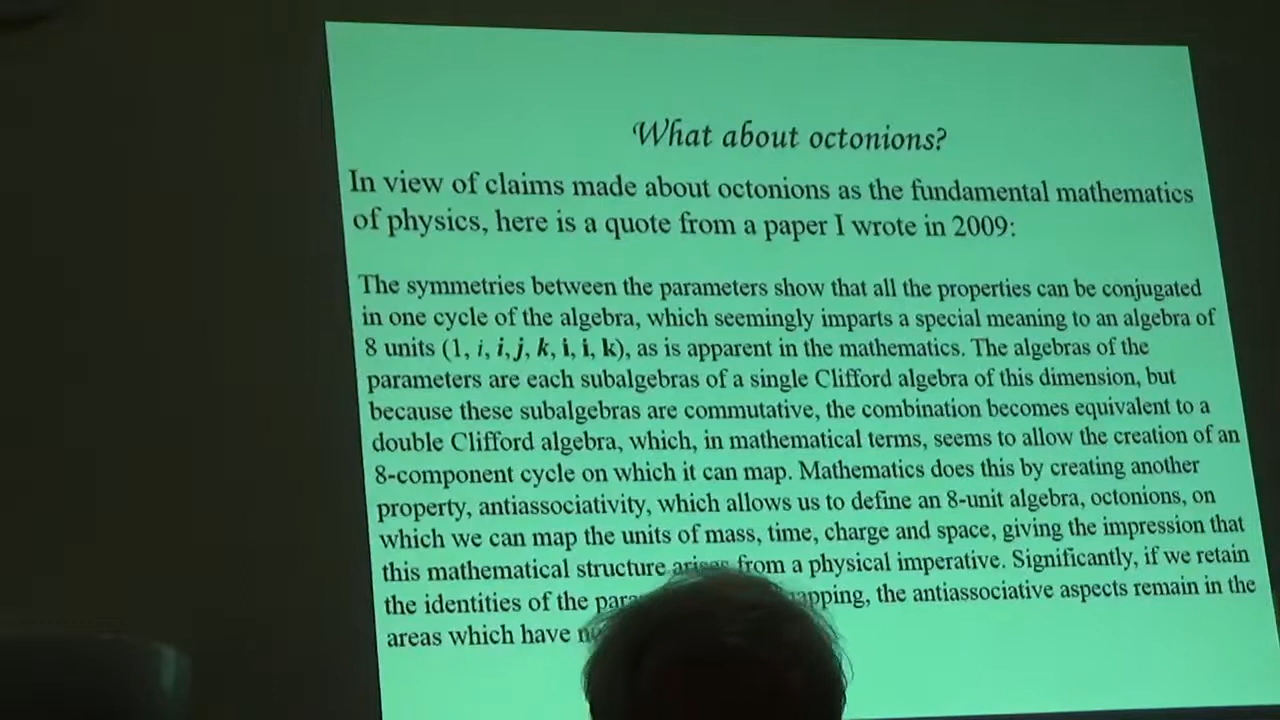 What about octonions?
In view of claims made about octonions as the fundamental mathematics
of physics, here is a quote from a paper I wrote in 2009:
The symmetries between the parameters show that all the properties can be conjugated
in one cycle of the algebra, which seemingly imparts a special meaning to an algebra of
8 units (1, i, i, j, k, i, i, k), as is apparent in the mathematics. The algebras of the
parameters are each subalgebras of a single Clifford algebra of this dimension, but
because these subalgebras are commutative, the combination becomes equivalent to a
double Clifford algebra, which, in mathematical terms, seems to allow the creation of an
8-component cycle on which it can map. Mathematics does this by creating another
property, antiassociativity, which allows us to define an 8-unit algebra, octonions, on
which we can map the units of mass, time, charge and space, giving the impression that
this mathematical structure arises from a physical imperative. Significantly, if we retain
the identities of the the antiassociative aspects remain in the
areas which have